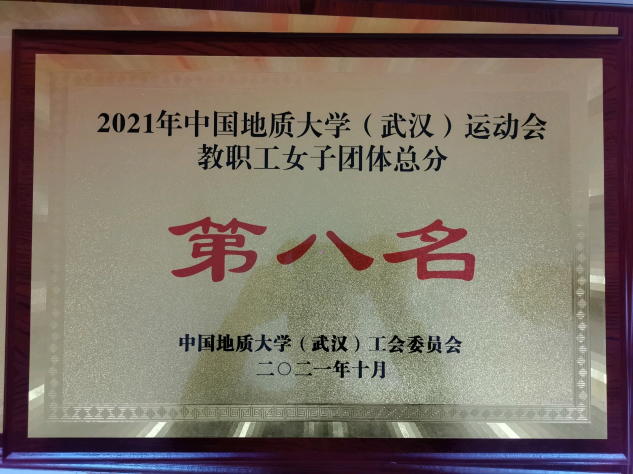 2021年中国地质大学（武汉）运动会
教职工女子团体总分
第八名
中国地质大学（武汉）工会委员会
二〇二一年十月